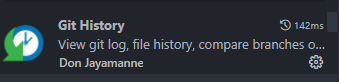 Git History 142ms
View git log, file history, compare branches o...
Don Jayamanne